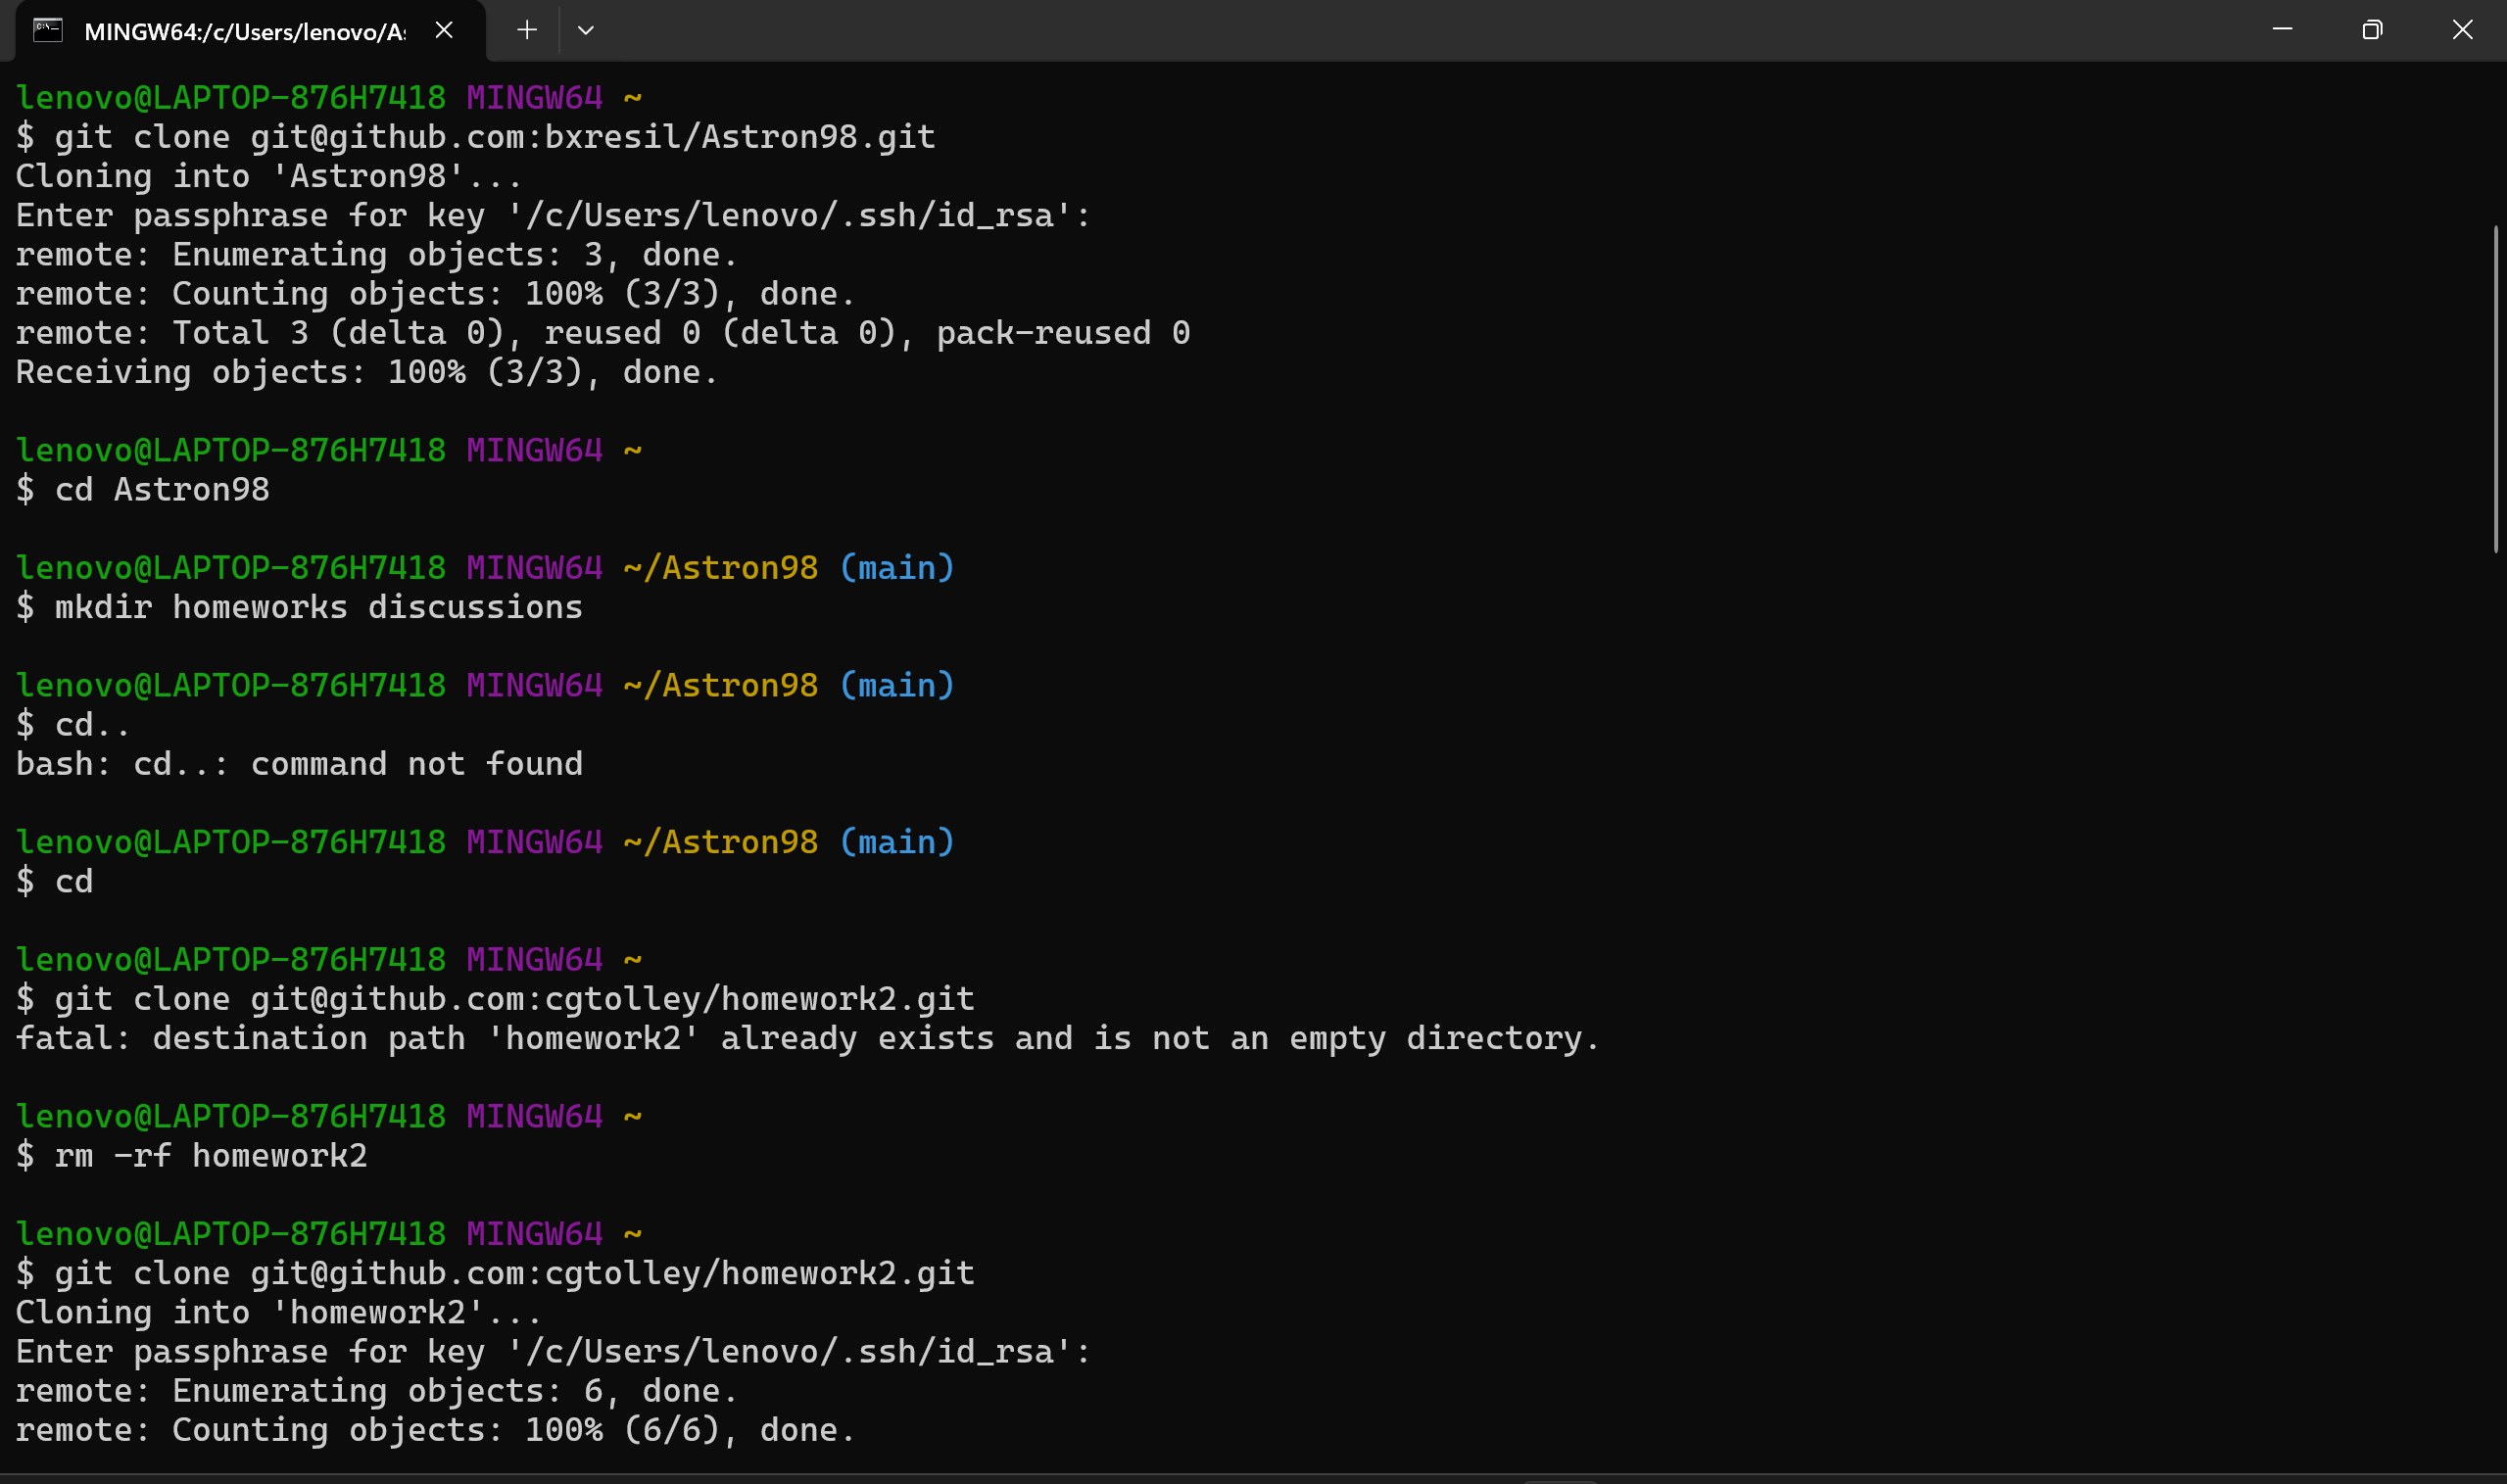 MINGW64:/c/Users/lenovo/A
lenovo@LAPTOP-876H7418 MINGW64 ~
$ git clone git@github.com:bxresil/Astron98.git
Cloning into 'Astron98'...
Enter passphrase for key '/c/Users/lenovo/.ssh/id_rsa':
remote: Enumerating objects: 3, done.
remote: Counting objects: 100% (3/3), done.
remote: Total 3 (delta 0), reused 0 (delta 0), pack-reused 0
Receiving objects: 100% (3/3), done.
lenovo@LAPTOP-876H7418 MINGW64 ~
$ cd Astron98
lenovo@LAPTOP-876H7418 MINGW64 ~/Astron98 (main)
$ mkdir homeworks discussions
lenovo@LAPTOP-876H7418 MINGW64 ~/Astron98 (main)
$ cd..
bash: cd..: command not found
lenovo@LAPTOP-876H7418 MINGW64 ~/Astron98 (main)
$ cd
lenovo@LAPTOP-876H7418 MINGW64 ~
$ git clone git@github.com:cgtolley/homework2.git
fatal: destination path 'homework2' already exists and is not an empty directory.
lenovo@LAPTOP-876H7418 MINGW64 ~
$ rm -rf homework2
lenovo@LAPTOP-876H7418 MINGW64 ~
$ git clone git@github.com:cgtolley/homework2.git
Cloning into 'homework2'...
Enter passphrase for key '/c/Users/lenovo/.ssh/id_rsa':
remote: Enumerating objects: 6, done.
remote: Counting objects: 100% (6/6), done.